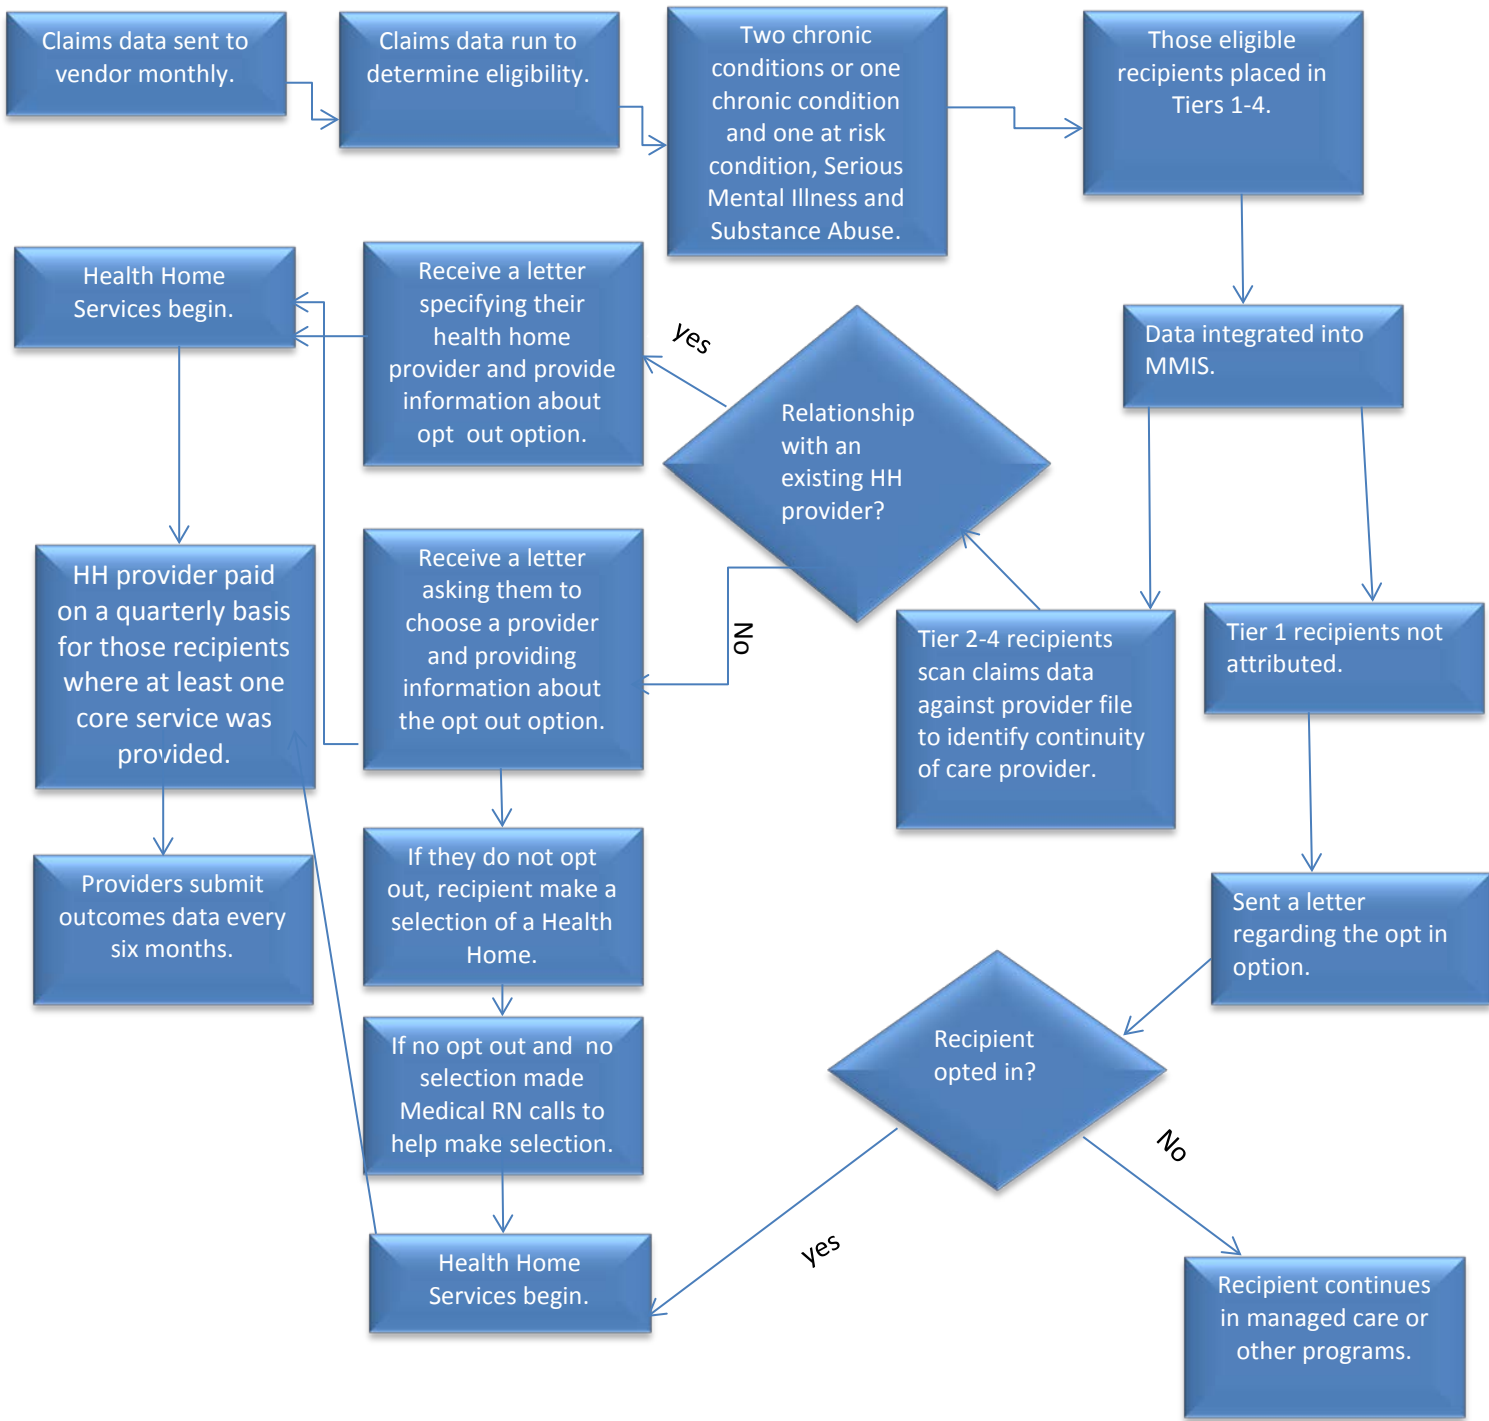 Claims data sent to
vendor monthly.
Claims data run to
determine eligibility.
Two chronic
conditions or one
chronic condition
and one at risk
condition, Serious
Mental Illness and
Substance Abuse.
Those eligible
recipients placed in
Tiers 1-4.
Health Home
Services begin.
Receive a letter
specifying their
health home
provider and provide
information about
opt out option.
yes
Relationship
with an
existing HH
provider?
Data integrated into
MMIS.
HH provider paid
on a quarterly basis
for those recipients
where at least one
core service was
provided.
Receive a letter
asking them to
choose a provider
and providing
information about
the opt out option.
No
Tier 2-4 recipients
scan claims data
against provider file
to identify continuity
of care provider.
Tier 1 recipients not
attributed.
Providers submit
outcomes data every
six months.
If they do not opt
out, recipient make a
selection of a Health
Home.
Sent a letter
regarding the opt in
option.
If no opt out and no
selection made
Medical RN calls to
help make selection.
Recipient
opted in?
No
yes
Health Home
Services begin.
Recipient continues
in managed care or
other programs.